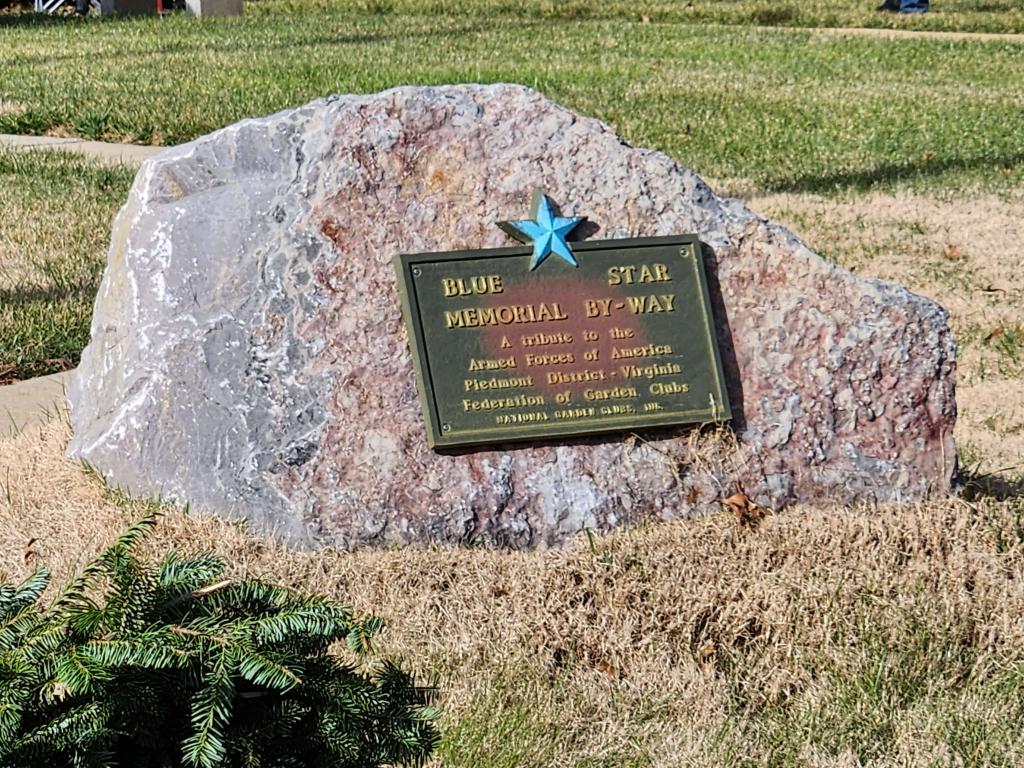 BLUE STAR
MEMORIAL BY-WAY
A tribute to the
Armed Forces of America
Piedmont District - Virginia
Federation of Garden Clubs
NATIONAL GARDEN CLUBS, INC.